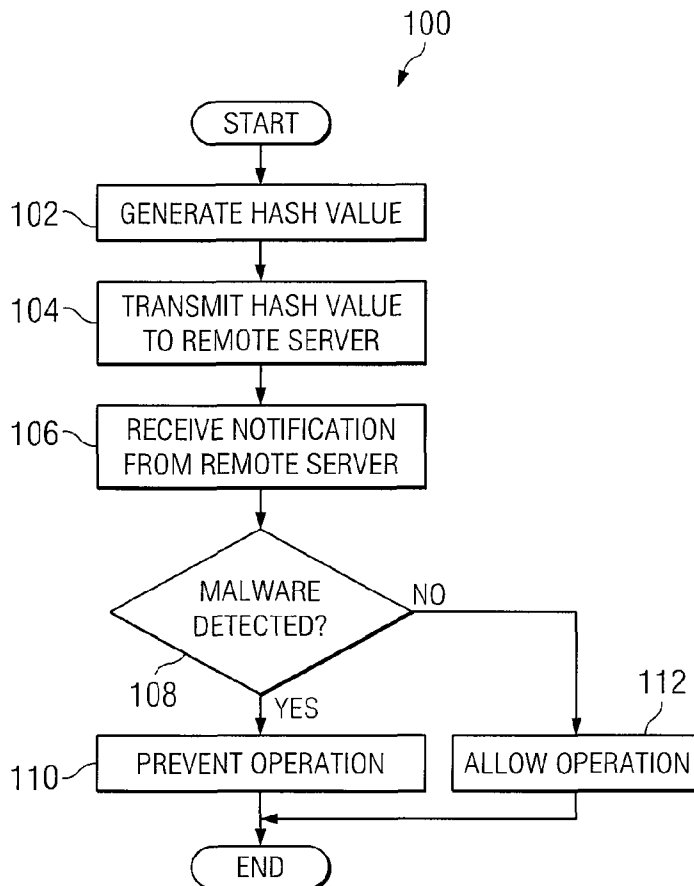 100
START
102
GENERATE HASH VALUE
104
TRANSMIT HASH VALUE
TO REMOTE SERVER
106
RECEIVE NOTIFICATION
FROM REMOTE SERVER
MALWARE
DETECTED?
NO
108
YES
112
110
PREVENT OPERATION
ALLOW OPERATION
END